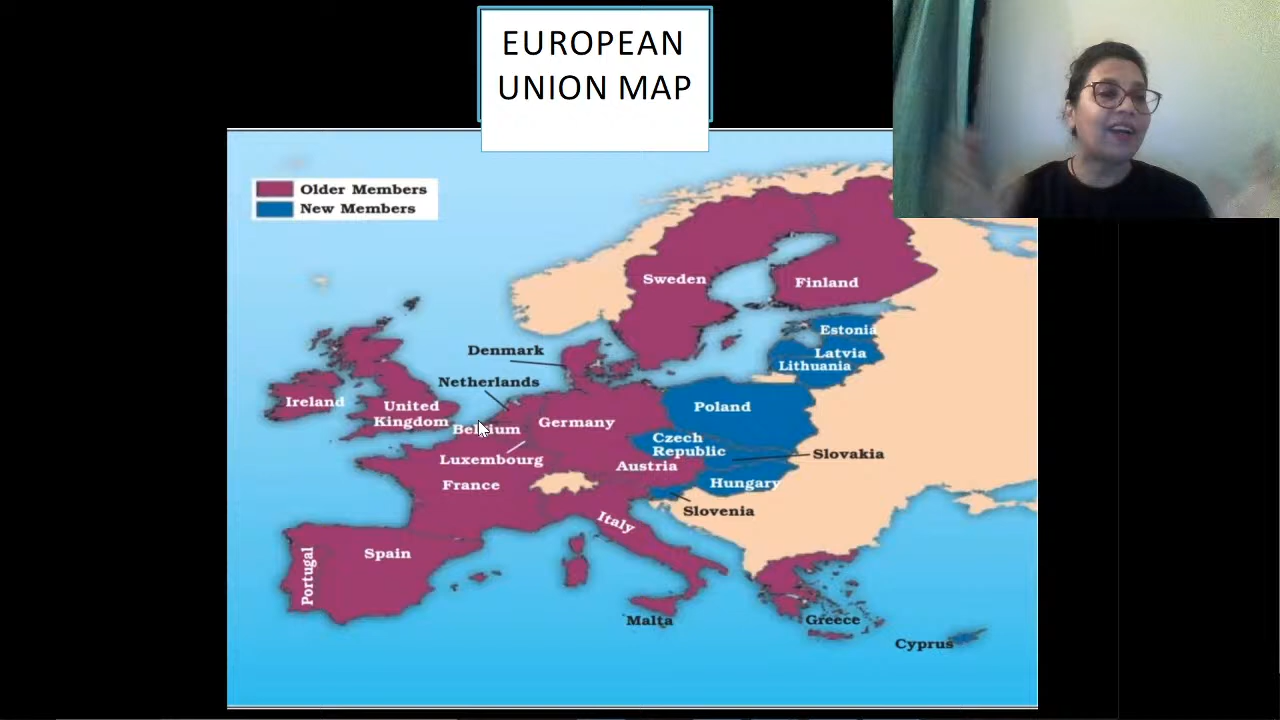 EUROPEAN
UNION MAP
Older Members
New Members
Sweden
Finland
Estonia
Latvia
Lithuania
Denmark
Netherlands
Ireland
United
Kingdom
Belgium
Germany
Poland
Luxembourg
Czech
Republic
Slovakia
Austria
France
Hungary
Slovenia
Italy
Spain
Portugal
Malta
Greece
Cyprus